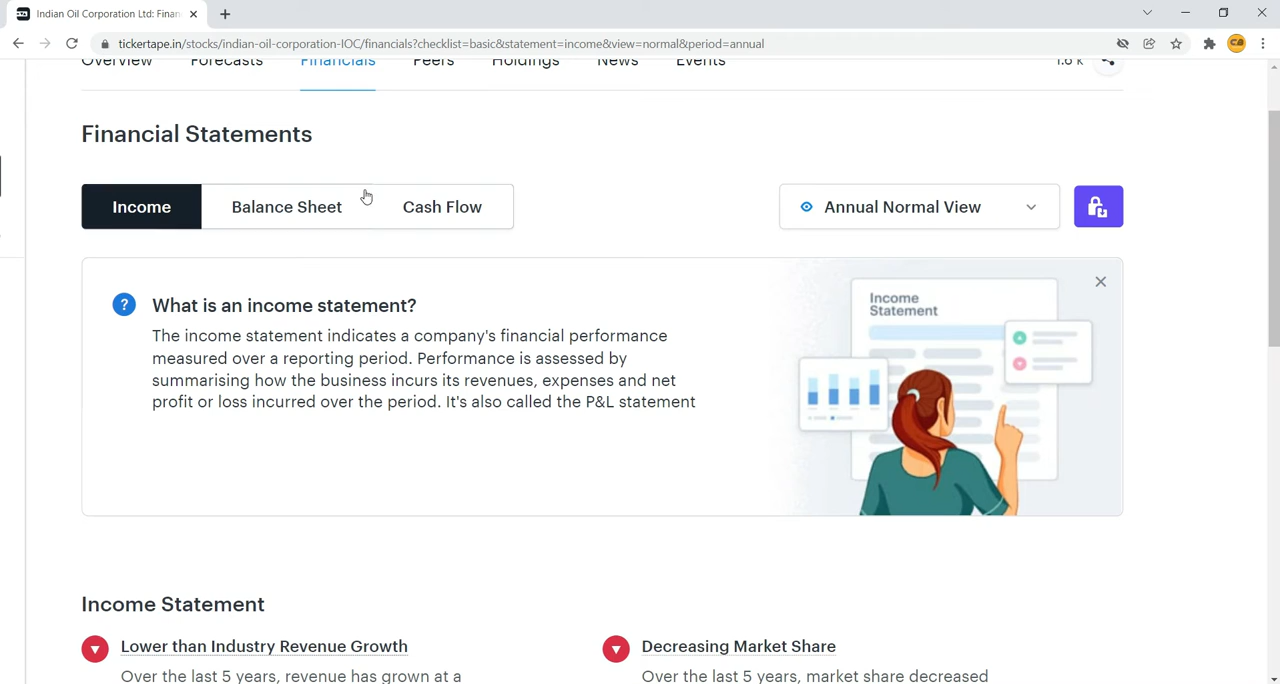 Indian Oil Corporation Ltd: Finan
tickertape.in/stocks/indian-oil-corporation-IOC/financials?checklist=basic&statement=income&view=normal&period=annual
Overview Forecasts Financials Peers Holdings News Events 1.6 k
Financial Statements
Income Balance Sheet Cash Flow Annual Normal View
? What is an income statement?
The income statement indicates a company's financial performance
measured over a reporting period. Performance is assessed by
summarising how the business incurs its revenues, expenses and net
profit or loss incurred over the period. It's also called the P&L statement
Income
Statement
Income Statement
Lower than Industry Revenue Growth
Over the last 5 years, revenue has grown at a
Decreasing Market Share
Over the last 5 years, market share decreased